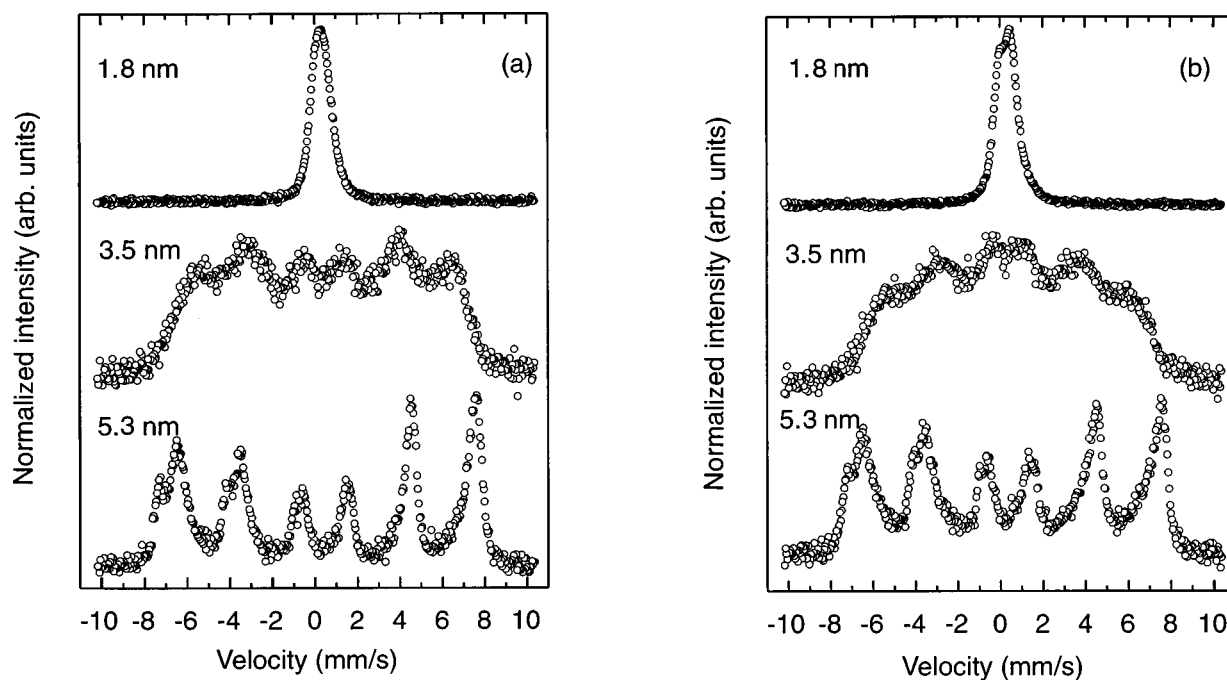 Normalized intensity (arb. units)
(a)
1.8 nm
3.5 nm
5.3 nm
-10 -8 -6 -4 -2 0 2 4 6 8 10
Velocity (mm/s)
Normalized intensity (arb. units)
(b)
1.8 nm
3.5 nm
5.3 nm
-10 -8 -6 -4 -2 0 2 4 6 8 10
Velocity (mm/s)